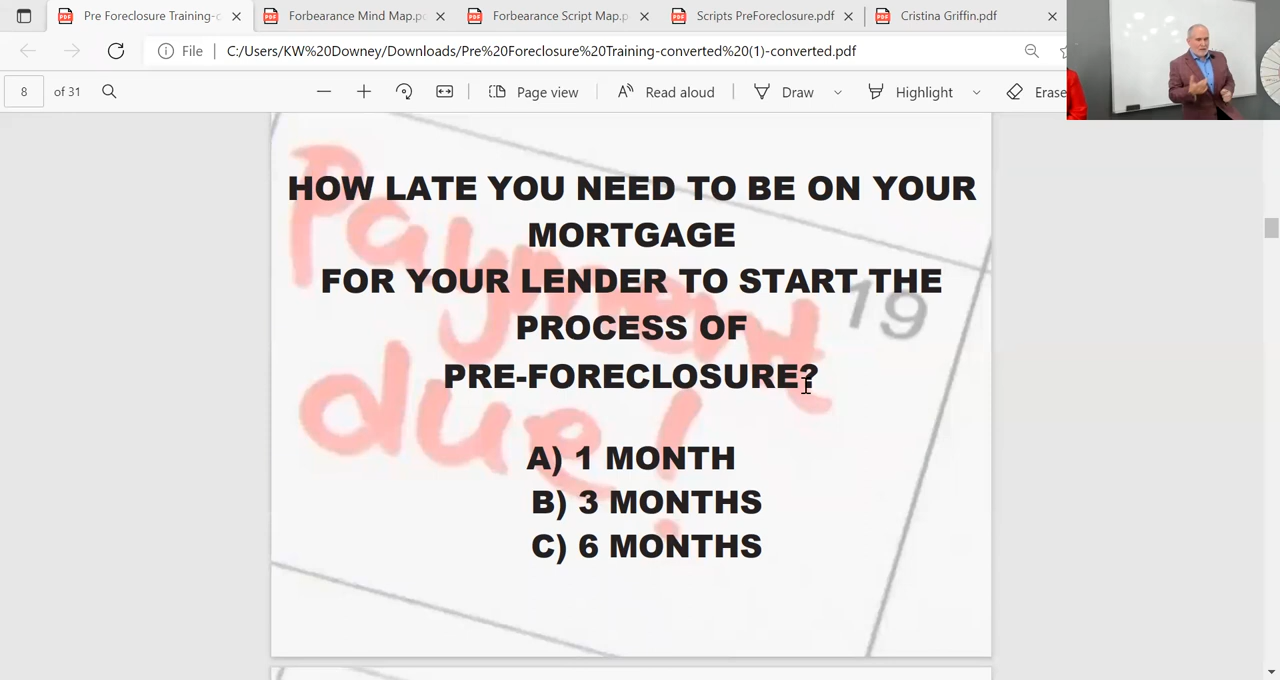 Pre Foreclosure Training-c
Forbearance Mind Map.p
Forbearance Script Map.p
Scripts PreForeclosure.pdf
Cristina Griffin.pdf
File
C:/Users/KW%20Downey/Downloads/Pre%20Foreclosure%20Training-converted%20(1)-converted.pdf
8 of 31
Page view
Read aloud
Draw
Highlight
Erase
HOW LATE YOU NEED TO BE ON YOUR
MORTGAGE
FOR YOUR LENDER TO START THE
PROCESS OF
PRE-FORECLOSURE?
A) 1 MONTH
B) 3 MONTHS
C) 6 MONTHS
Payment
due!
19